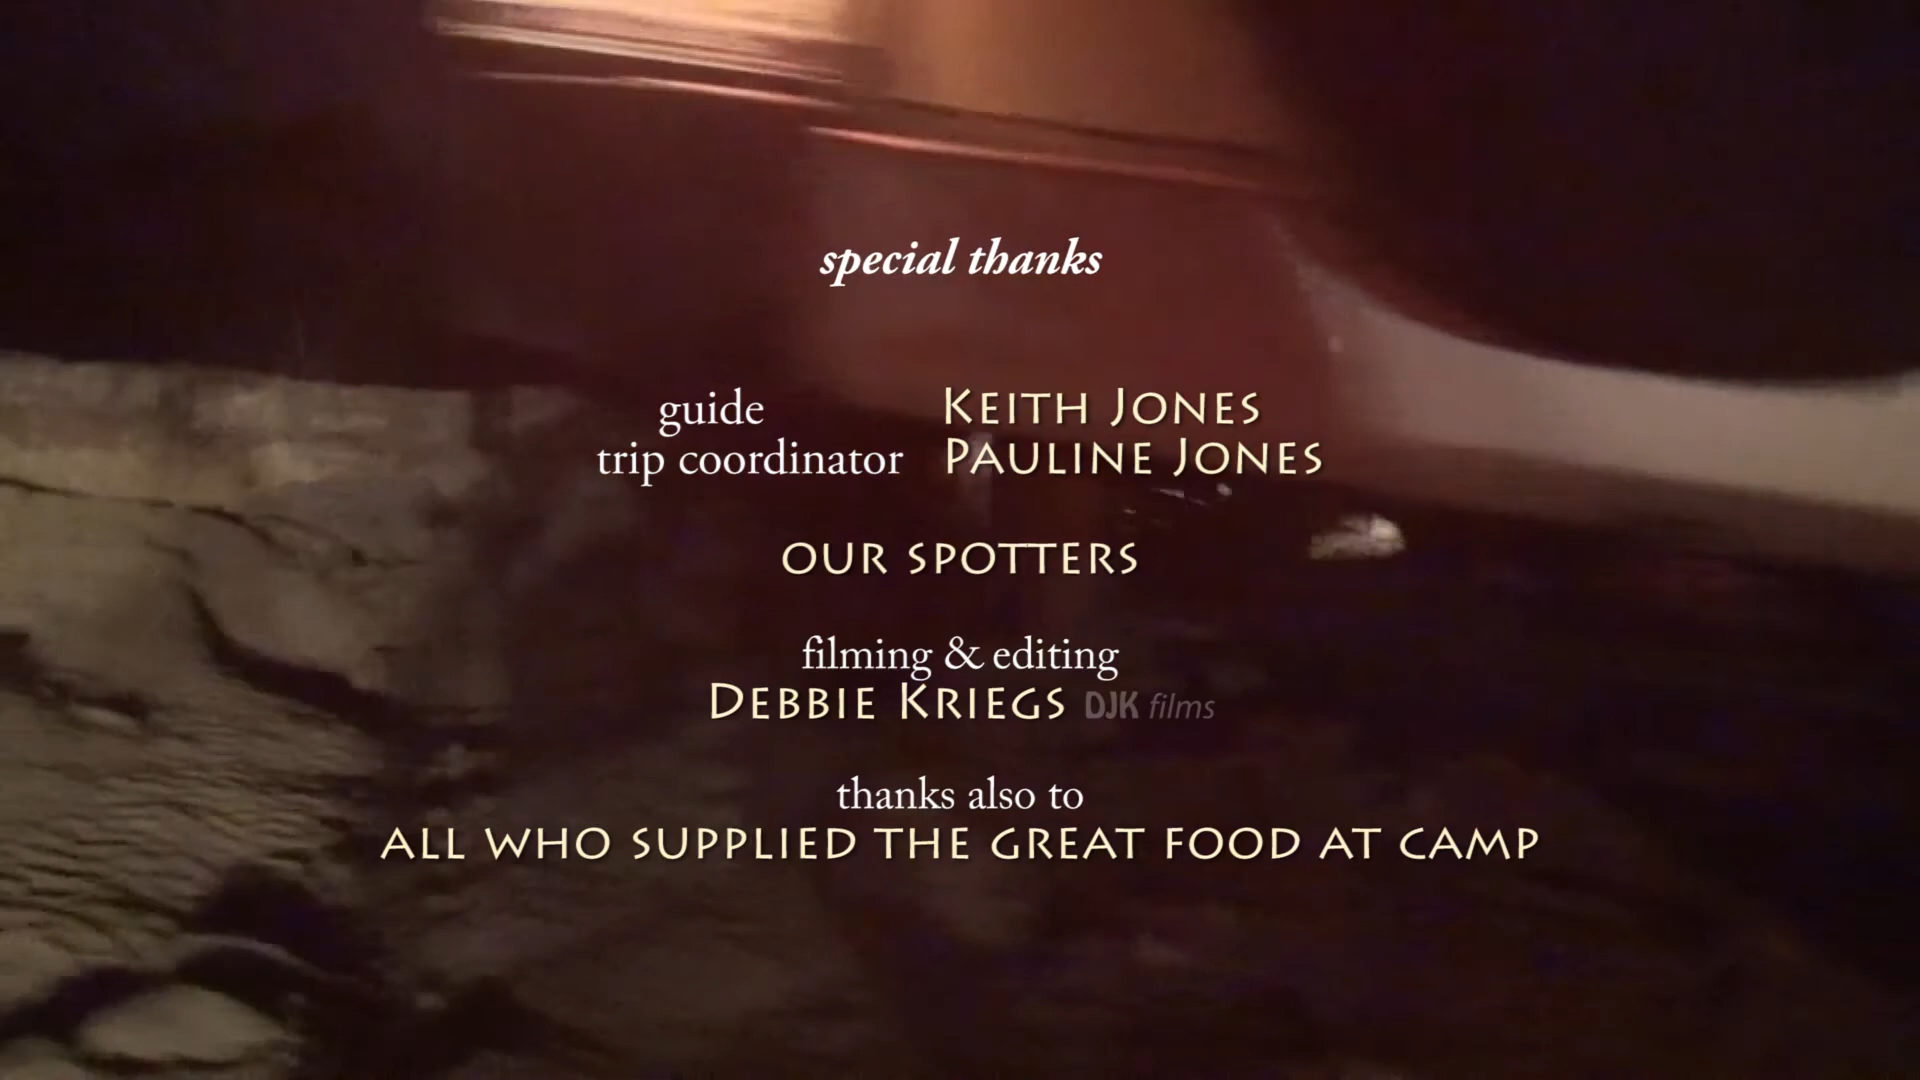 special thanks
guide KEITH JONES
trip coordinator PAULINE JONES
OUR SPOTTERS
filming & editing
DEBBIE KRIEGS DJK films
thanks also to
ALL WHO SUPPLIED THE GREAT FOOD AT CAMP